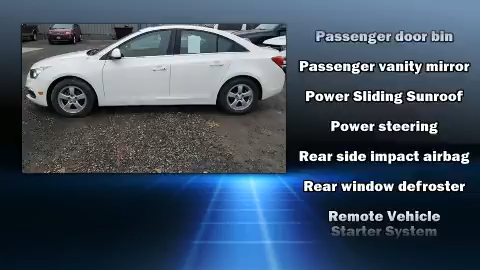 Passenger door bin
Passenger vanity mirror
Power Sliding Sunroof
Power steering
Rear side impact airbag
Rear window defroster
Remote Vehicle
Starter System